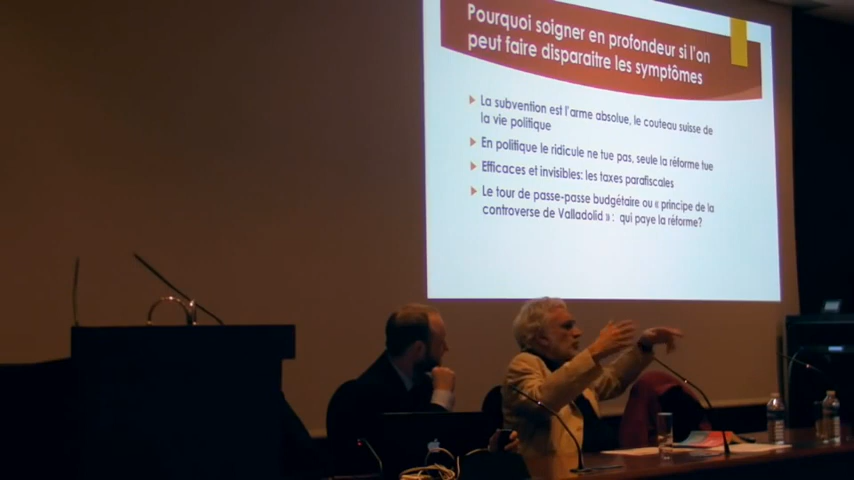 Pourquoi soigner en profondeur si l'on
peut faire disparaitre les symptômes
La subvention est l'arme absolue, le couteau suisse de
la vie politique
En politique le ridicule ne tue pas, seule la réforme tue
Efficaces et invisibles: les taxes parafiscales
Le tour de passe-passe budgétaire ou « principe de la
controverse de Valladolid » : qui paye la réforme?